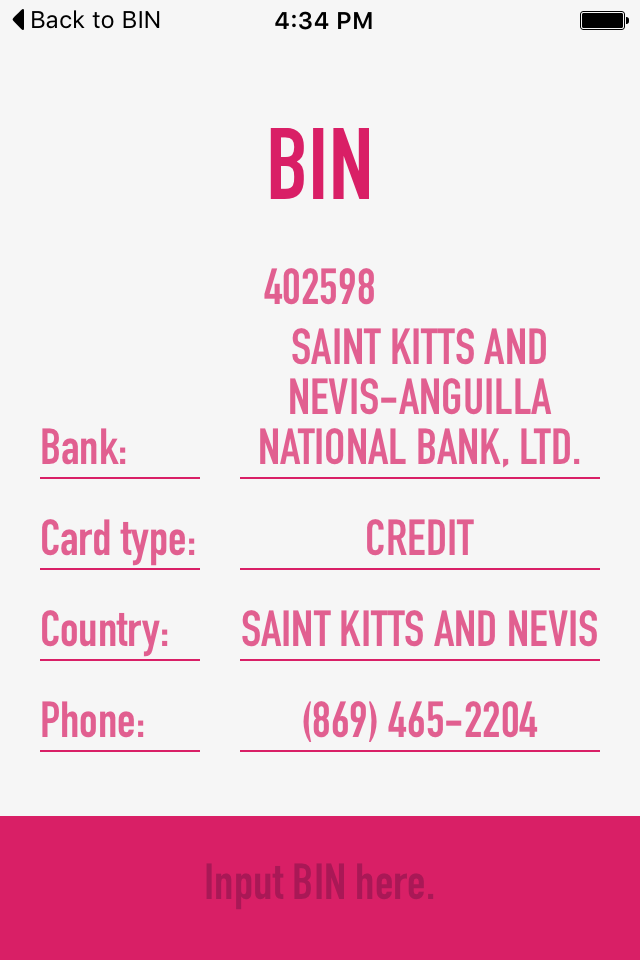 Back to BIN
4:34 PM
BIN
402598
Bank:
SAINT KITTS AND
NEVIS-ANGUILLA
NATIONAL BANK, LTD.
Card type:
CREDIT
Country:
SAINT KITTS AND NEVIS
Phone:
(869) 465-2204
Input BIN here.